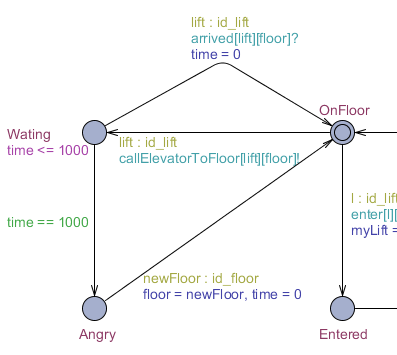 lift : id_lift
arrived[lift][floor]?
time = 0
OnFloor
Wating
time <= 1000
lift : id_lift
callElevatorToFloor[lift][floor]!
time == 1000
l : id_lift
enter[l][
myLift =
newFloor : id_floor
floor = newFloor, time = 0
Angry
Entered